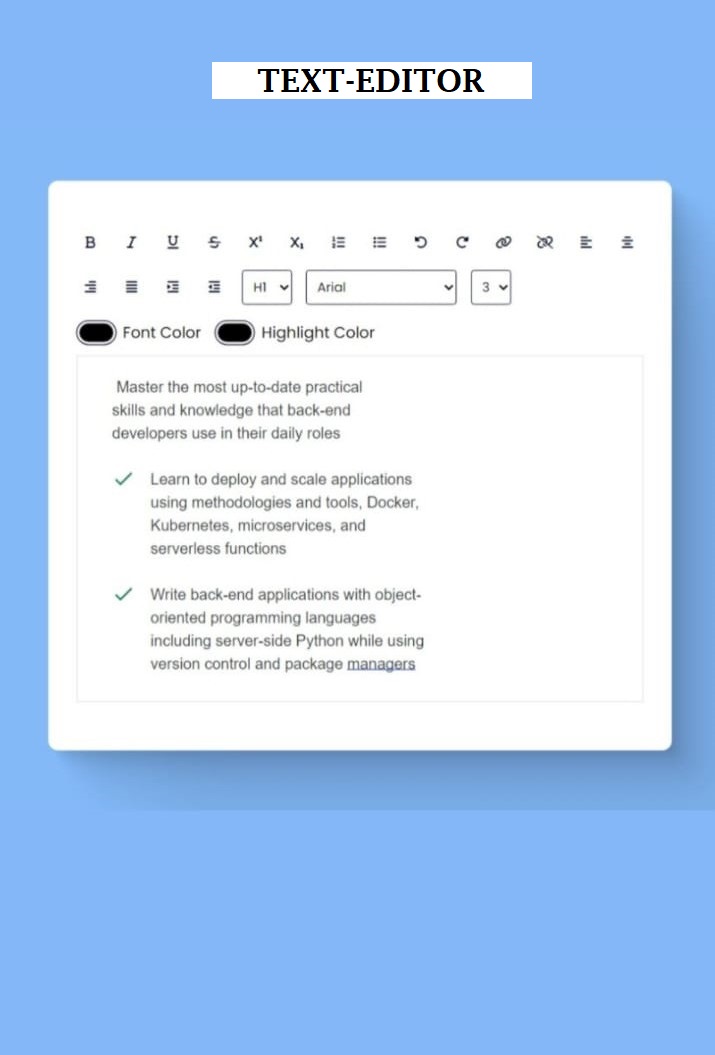 TEXT-EDITOR
B I U S X¹ X₁
H1 Arial 3
Font Color Highlight Color
Master the most up-to-date practical
skills and knowledge that back-end
developers use in their daily roles
Learn to deploy and scale applications
using methodologies and tools, Docker,
Kubernetes, microservices, and
serverless functions
Write back-end applications with object-
oriented programming languages
including server-side Python while using
version control and package managers